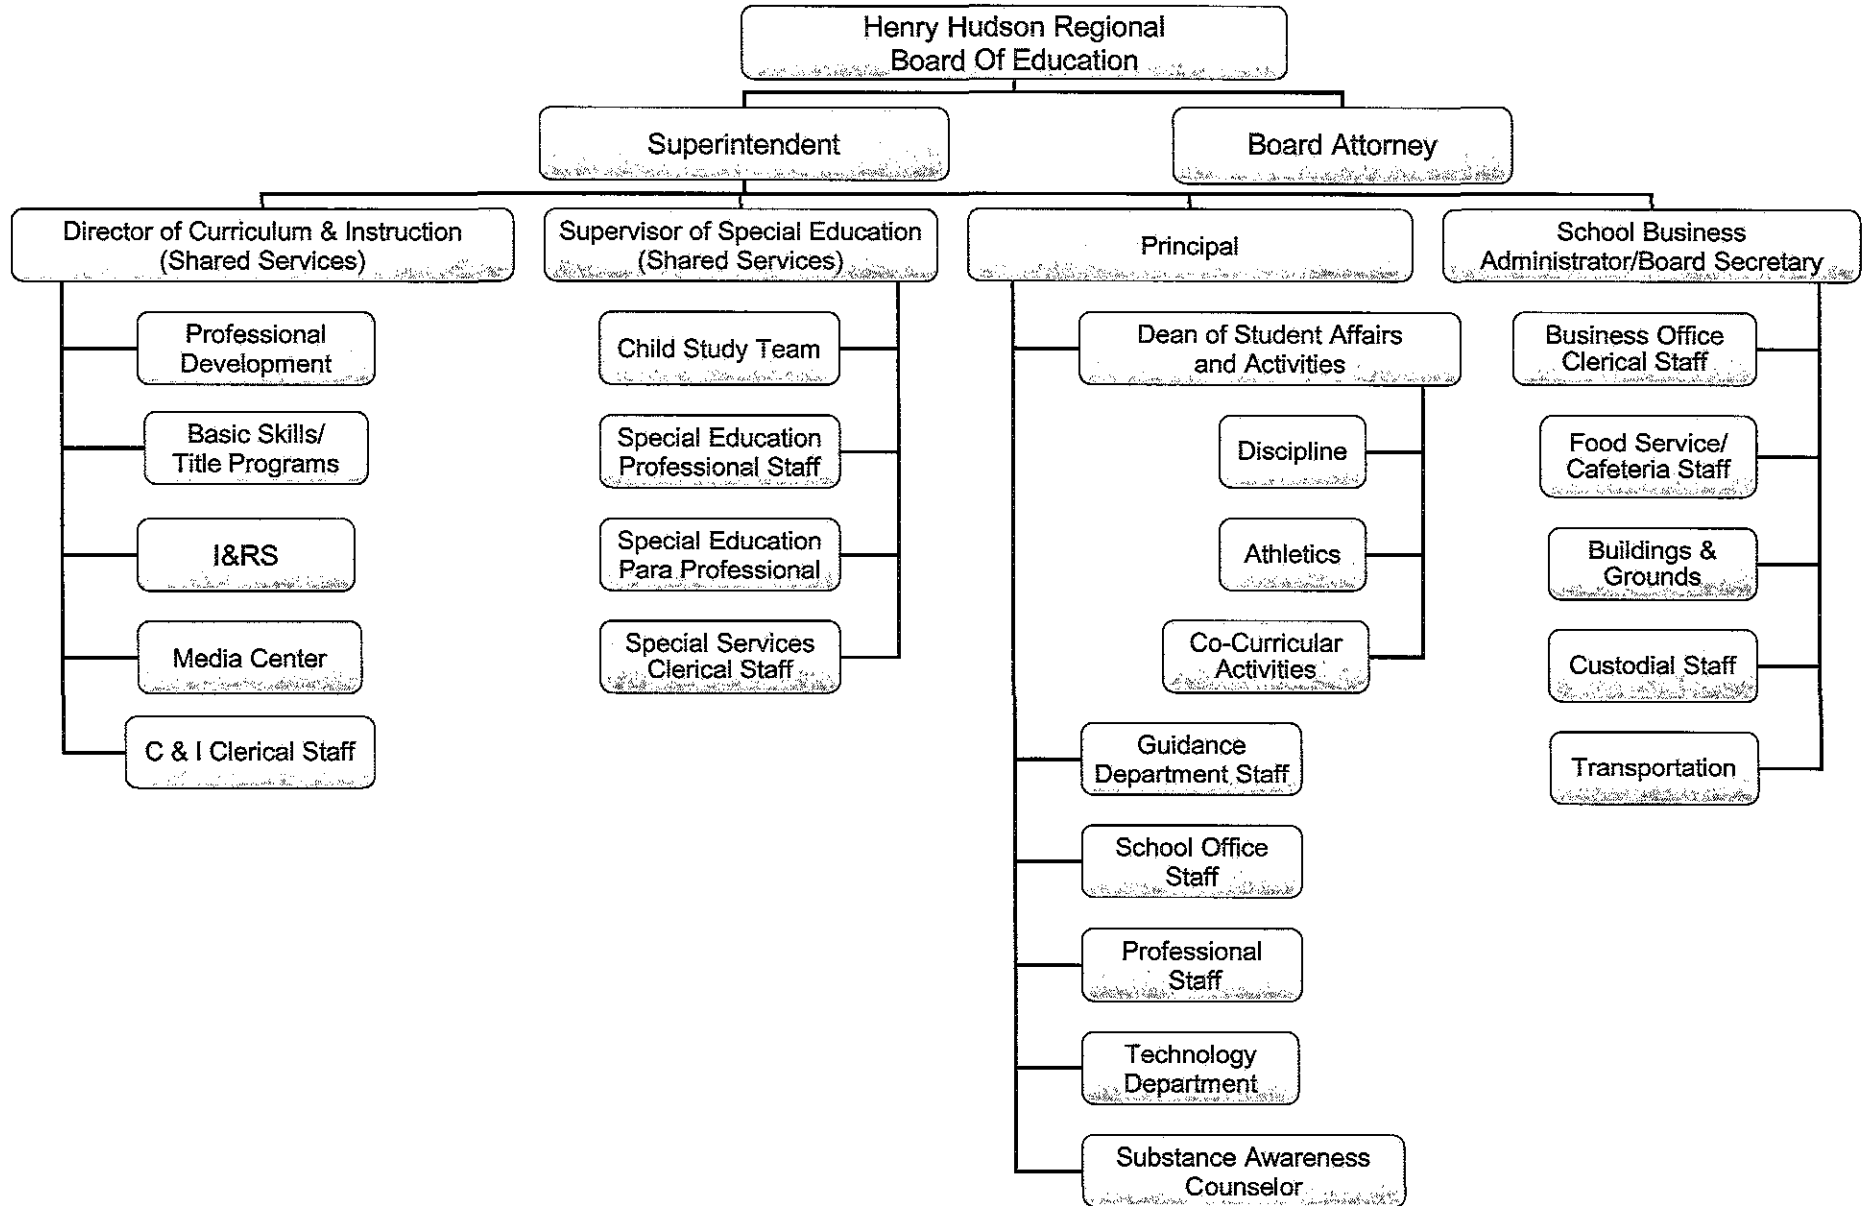 Henry Hudson Regional
Board Of Education
Superintendent
Board Attorney
Director of Curriculum & Instruction
(Shared Services)
Supervisor of Special Education
(Shared Services)
Principal
School Business
Administrator/Board Secretary
Professional
Development
Basic Skills/
Title Programs
I&RS
Media Center
C & I Clerical Staff
Child Study Team
Special Education
Professional Staff
Special Education
Para Professional
Special Services
Clerical Staff
Dean of Student Affairs
and Activities
Discipline
Athletics
Co-Curricular
Activities
Guidance
Department Staff
School Office
Staff
Professional
Staff
Technology
Department
Substance Awareness
Counselor
Business Office
Clerical Staff
Food Service/
Cafeteria Staff
Buildings &
Grounds
Custodial Staff
Transportation